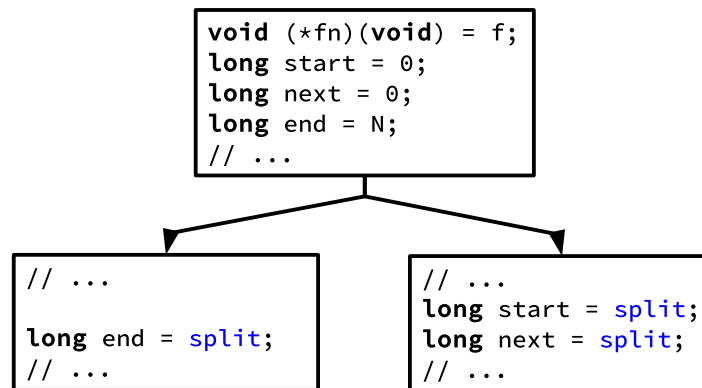 void (*fn)(void) = f;
long start = 0;
long next = 0;
long end = N;
// ...
// ...
long end = split;
// ...
// ...
long start = split;
long next = split;
// ...